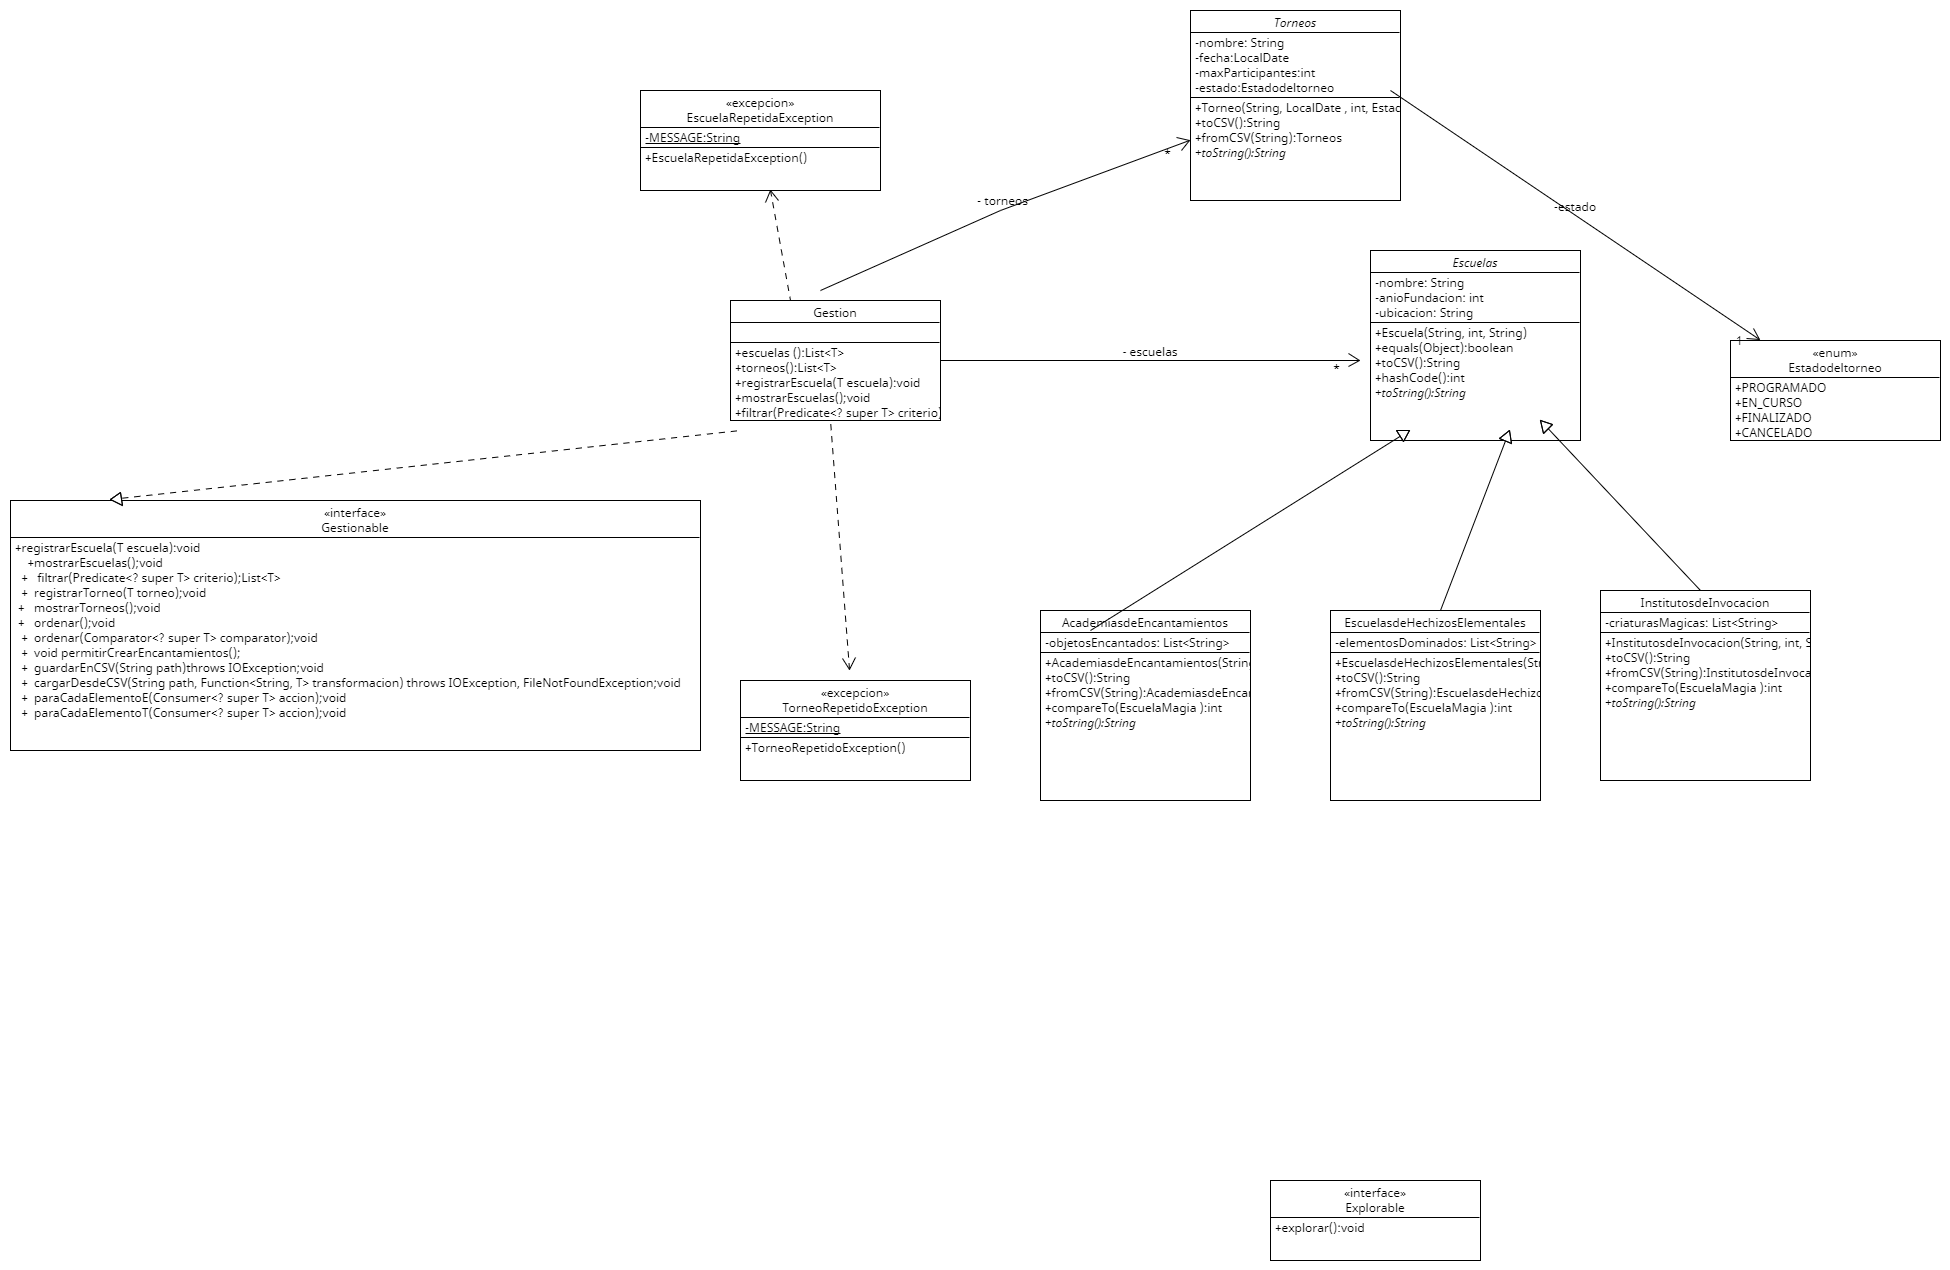 Torneos
-nombre: String
-fecha:LocalDate
-maxParticipantes:int
-estado:Estadodeltorneo
+Torneo(String, LocalDate , int, Estad
+toCSV():String
+fromCSV(String):Torneos
+toString():String
«excepcion»
EscuelaRepetidaException
-MESSAGE:String
+EscuelaRepetidaException()
*
- torneos
-estado
Escuelas
-nombre: String
-anioFundacion: int
-ubicacion: String
+Escuela(String, int, String)
+equals(Object):boolean
+toCSV():String
+hashCode():int
+toString():String
Gestion
+escuelas ():List<T>
+torneos():List<T>
+registrarEscuela(T escuela):void
+mostrarEscuelas();void
+filtrar(Predicate<? super T> criterio)
- escuelas
*
1
«enum»
Estadodeltorneo
+PROGRAMADO
+EN_CURSO
+FINALIZADO
+CANCELADO
«interface»
Gestionable
+registrarEscuela(T escuela):void
+mostrarEscuelas();void
+ filtrar(Predicate<? super T> criterio);List<T>
+ registrarTorneo(T torneo);void
+ mostrarTorneos();void
+ ordenar();void
+ ordenar(Comparator<? super T> comparator);void
+ void permitirCrearEncantamientos();
+ guardarEnCSV(String path)throws IOException;void
+ cargarDesdeCSV(String path, Function<String, T> transformacion) throws IOException, FileNotFoundException;void
+ paraCadaElementoE(Consumer<? super T> accion);void
+ paraCadaElementoT(Consumer<? super T> accion);void
«excepcion»
TorneoRepetidoException
-MESSAGE:String
+TorneoRepetidoException()
AcademiasdeEncantamientos
-objetosEncantados: List<String>
+AcademiasdeEncantamientos(String
+toCSV():String
+fromCSV(String):AcademiasdeEncan
+compareTo(EscuelaMagia ):int
+toString():String
EscuelasdeHechizosElementales
-elementosDominados: List<String>
+EscuelasdeHechizosElementales(Str
+toCSV():String
+fromCSV(String):EscuelasdeHechizo
+compareTo(EscuelaMagia ):int
+toString():String
InstitutosdeInvocacion
-criaturasMagicas: List<String>
+InstitutosdeInvocacion(String, int, S
+toCSV():String
+fromCSV(String):InstitutosdeInvoca
+compareTo(EscuelaMagia ):int
+toString():String
«interface»
Explorable
+explorar():void